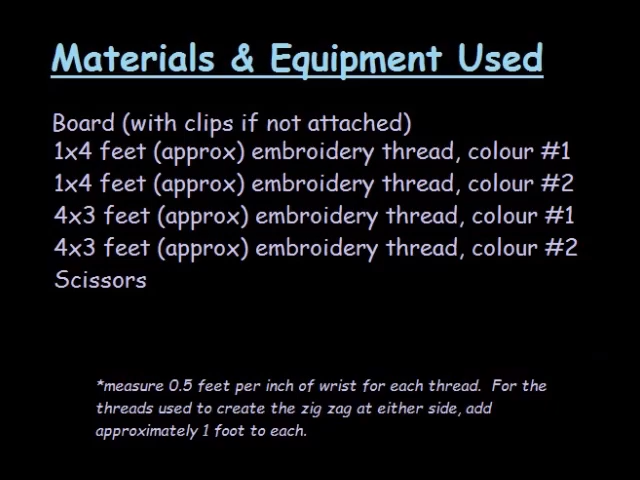 Materials & Equipment Used
Board (with clips if not attached)
1x4 feet (approx) embroidery thread, colour #1
1x4 feet (approx) embroidery thread, colour #2
4x3 feet (approx) embroidery thread, colour #1
4x3 feet (approx) embroidery thread, colour #2
Scissors
*measure 0.5 feet per inch of wrist for each thread.  For the
threads used to create the zig zag at either side, add
approximately 1 foot to each.